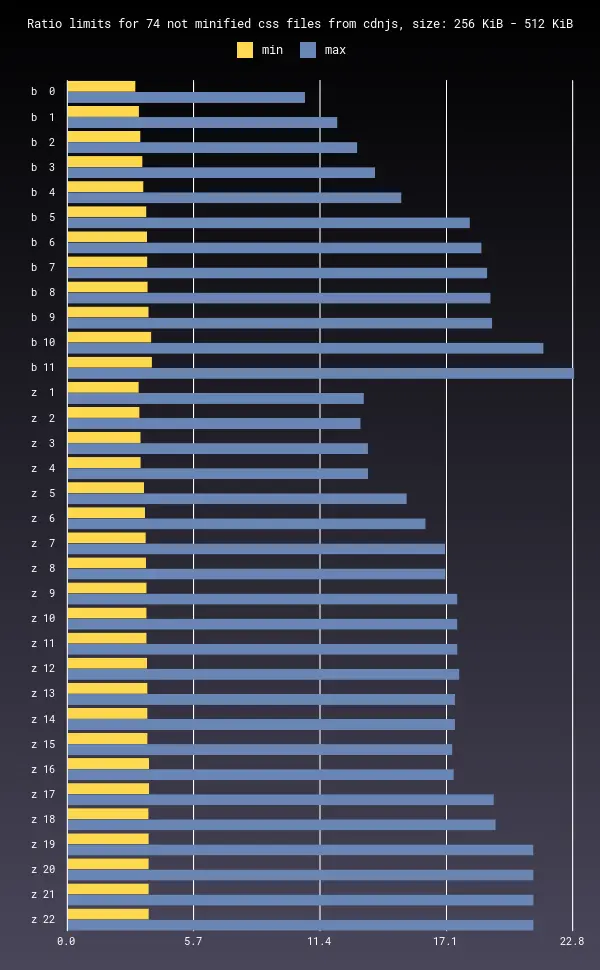 Ratio limits for 74 not minified css files from cdnjs, size: 256 KiB - 512 KiB
min max
b 0
b 1
b 2
b 3
b 4
b 5
b 6
b 7
b 8
b 9
b 10
b 11
z 1
z 2
z 3
z 4
z 5
z 6
z 7
z 8
z 9
z 10
z 11
z 12
z 13
z 14
z 15
z 16
z 17
z 18
z 19
z 20
z 21
z 22
0.0 5.7 11.4 17.1 22.8